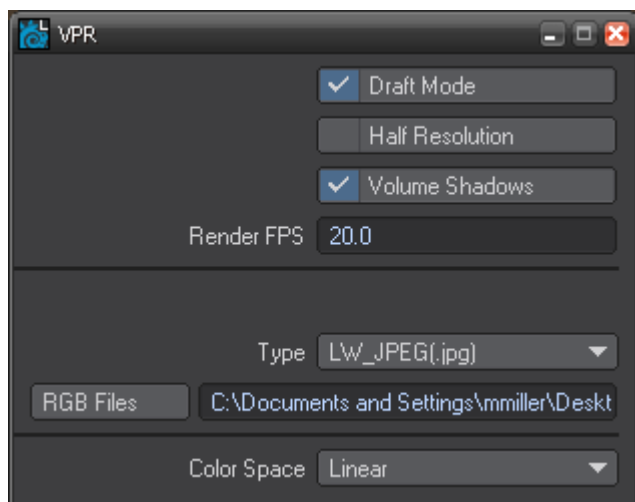 VPR
Draft Mode
Half Resolution
Volume Shadows
Render FPS 20.0
Type LW_JPEG(.jpg)
RGB Files C:\Documents and Settings\mmiller\Deskt
Color Space Linear